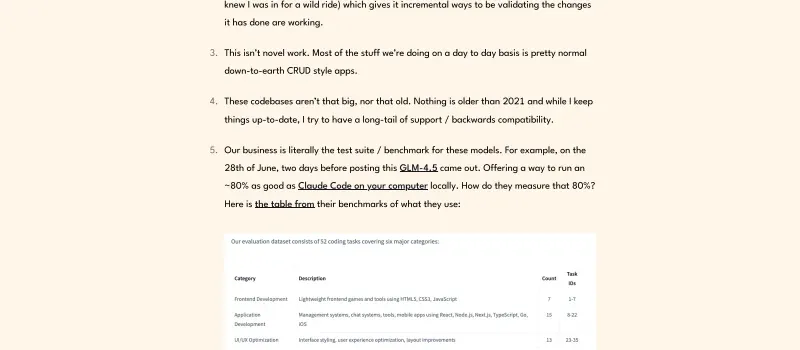 knew I was in for a wild ride) which gives it incremental ways to be validating the changes
it has done are working.
3. This isn't novel work. Most of the stuff we're doing on a day to day basis is pretty normal
down-to-earth CRUD style apps.
4. These codebases aren't that big, nor that old. Nothing is older than 2021 and while I keep
things up-to-date, I try to have a long-tail of support / backwards compatibility.
5. Our business is literally the test suite / benchmark for these models. For example, on the
28th of June, two days before posting this GLM-4.5 came out. Offering a way to run an
~80% as good as Claude Code on your computer locally. How do they measure that 80%?
Here is the table from their benchmarks of what they use:
Our evaluation dataset consists of 52 coding tasks covering six major categories:
Category Description Count Task
IDs
Frontend Development Lightweight frontend games and tools using HTML5, CSS3, JavaScript 7 1-7
Application Management systems, chat systems, tools, mobile apps using React, Node.js, Next.js, TypeScript, Go, 15 8-22
Development iOS
UI/UX Optimization Interface styling, user experience optimization, layout improvements 13 23-35